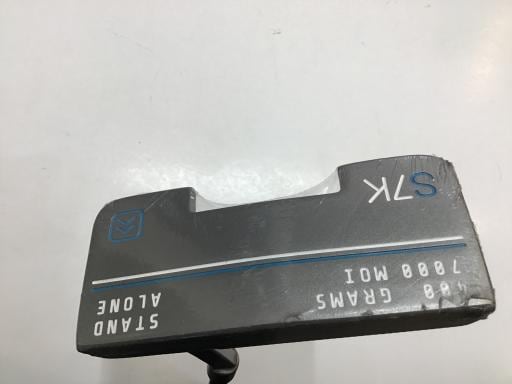 STAND
ALONE
400
GRAMS
7000 MOI
S7K